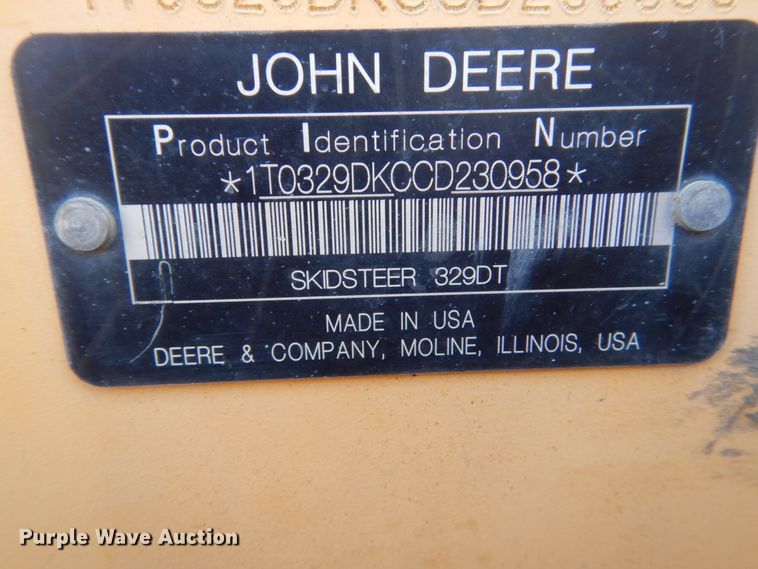 JOHN DEERE
Product Identification Number
*1T0329DKCCD230958*
SKIDSTEER 329DT
MADE IN USA
DEERE & COMPANY, MOLINE, ILLINOIS, USA
Purple Wave Auction